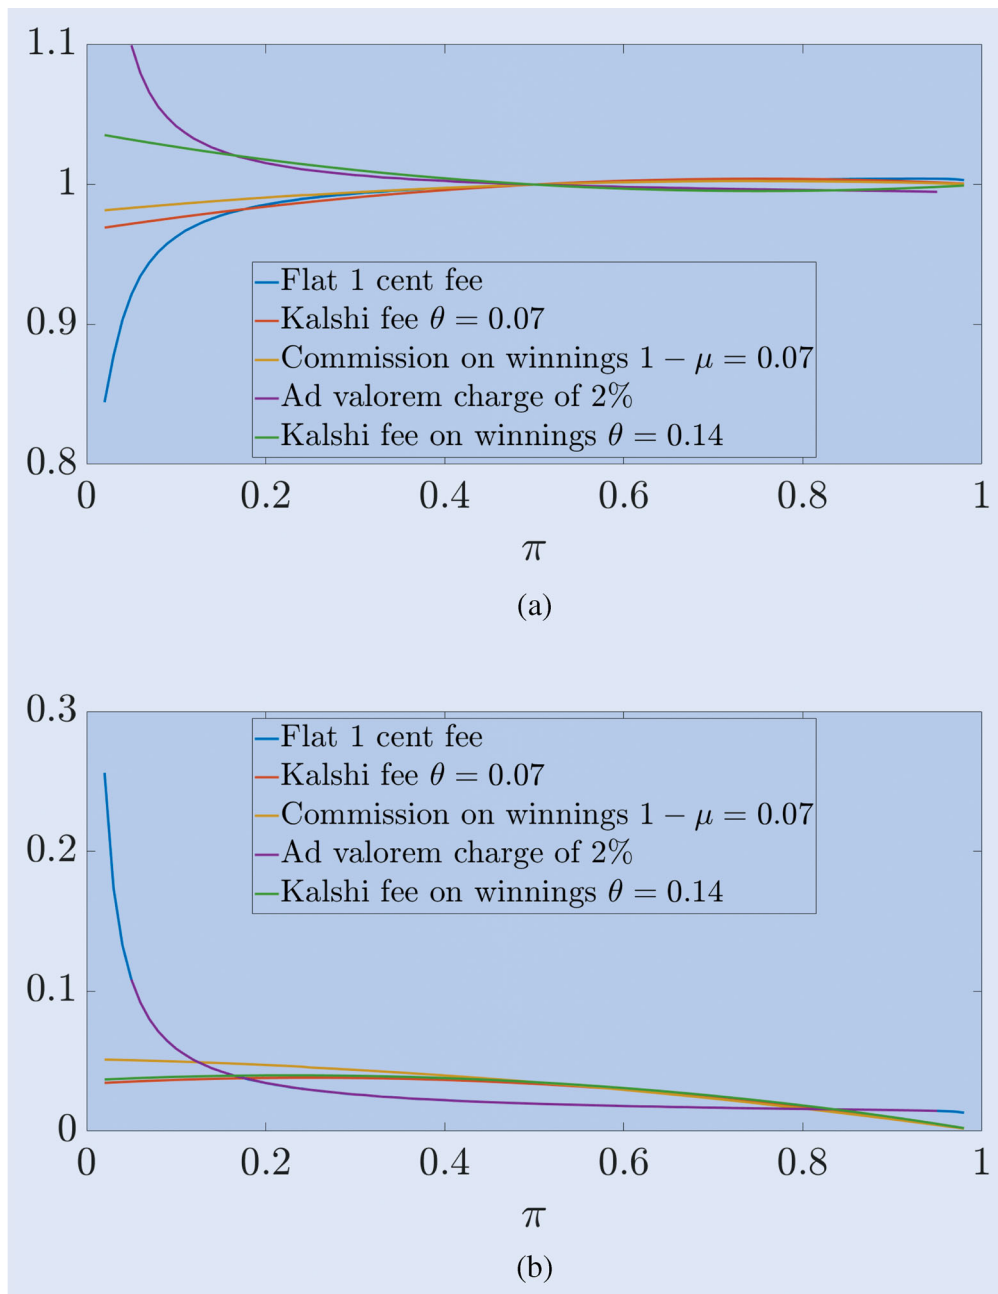 1.1
1
0.9
0.8
Flat 1 cent fee
Kalshi fee θ = 0.07
Commission on winnings 1 − μ = 0.07
Ad valorem charge of 2%
Kalshi fee on winnings θ = 0.14
0 0.2 0.4 0.6 0.8 1
π
(a)
0.3
0.2
0.1
0
Flat 1 cent fee
Kalshi fee θ = 0.07
Commission on winnings 1 − μ = 0.07
Ad valorem charge of 2%
Kalshi fee on winnings θ = 0.14
0 0.2 0.4 0.6 0.8 1
π
(b)